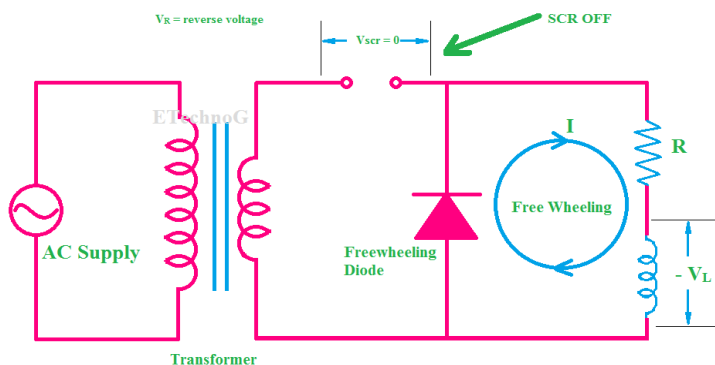 VR = reverse voltage
Vscr = 0
SCR OFF
ETechnoG
I
R
Free Wheeling
AC Supply
Freewheeling
Diode
- VL
Transformer